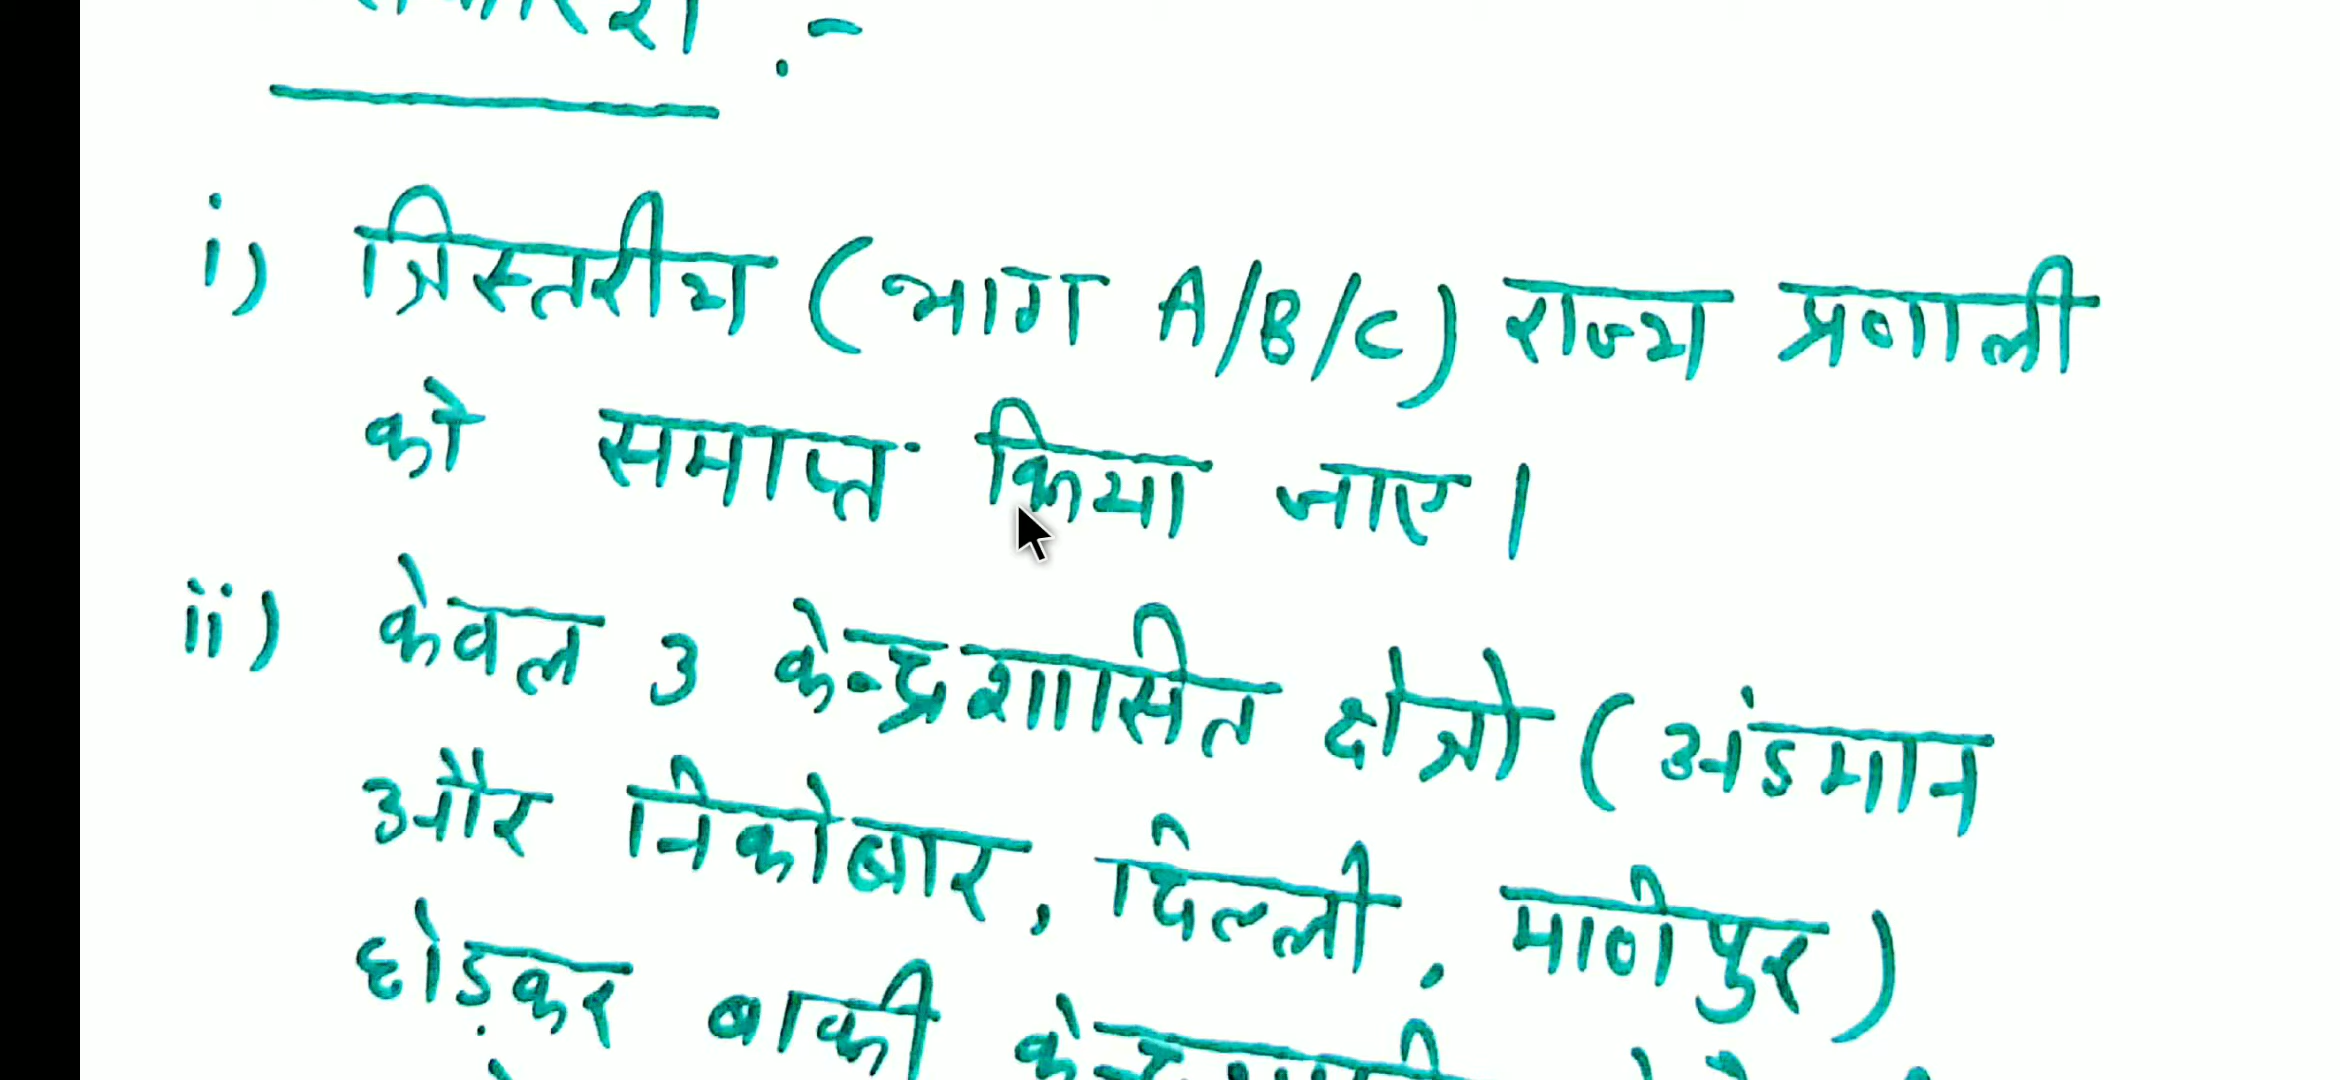 :-
i) त्रिस्तरीय (भाग A/B/C) राज्य प्रणाली
को समाप्त किया जाए।
ii) केवल 3 केन्द्रशासित क्षेत्रो (अंडमान
और निकोबार, दिल्ली, मणिपुर)
छोड़कर बाकी